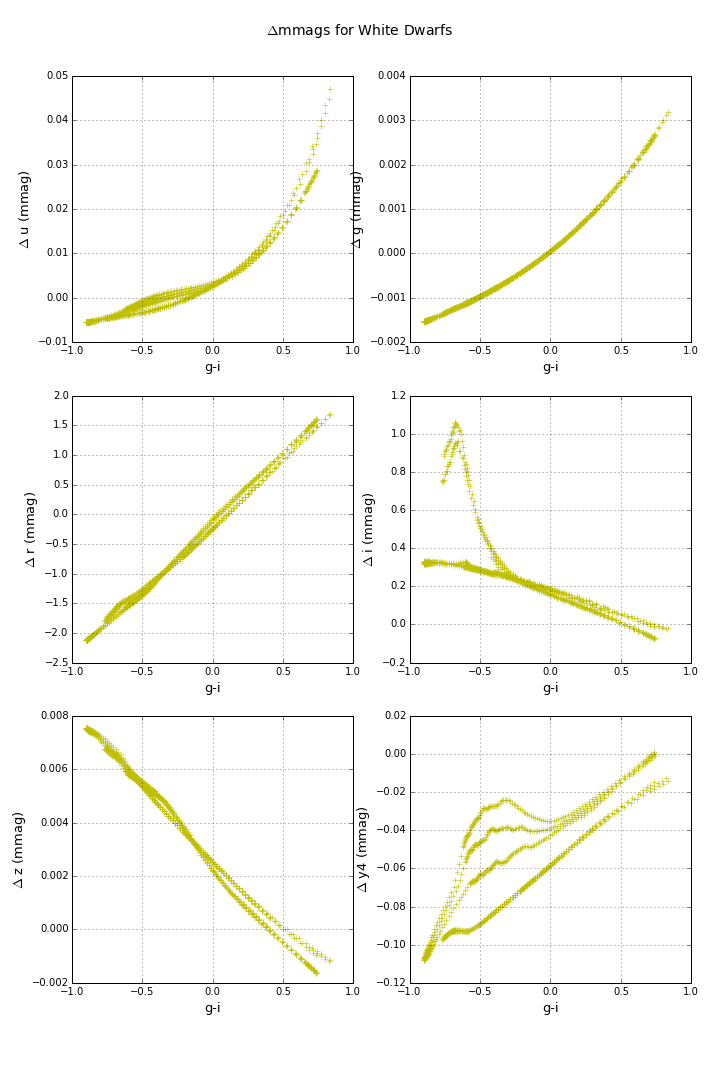 Δmmags for White Dwarfs
0.05
0.04
0.03
0.02
0.01
0.00
−0.01
Δ u (mmag)
−1.0 −0.5 0.0 0.5 1.0
g-i
0.004
0.003
0.002
0.001
0.000
−0.001
−0.002
Δ g (mmag)
−1.0 −0.5 0.0 0.5 1.0
g-i
2.0
1.5
1.0
0.5
0.0
−0.5
−1.0
−1.5
−2.0
−2.5
Δ r (mmag)
−1.0 −0.5 0.0 0.5 1.0
g-i
1.2
1.0
0.8
0.6
0.4
0.2
0.0
−0.2
Δ i (mmag)
−1.0 −0.5 0.0 0.5 1.0
g-i
0.008
0.006
0.004
0.002
0.000
−0.002
Δ z (mmag)
−1.0 −0.5 0.0 0.5 1.0
g-i
0.02
0.00
−0.02
−0.04
−0.06
−0.08
−0.10
−0.12
Δ y4 (mmag)
−1.0 −0.5 0.0 0.5 1.0
g-i